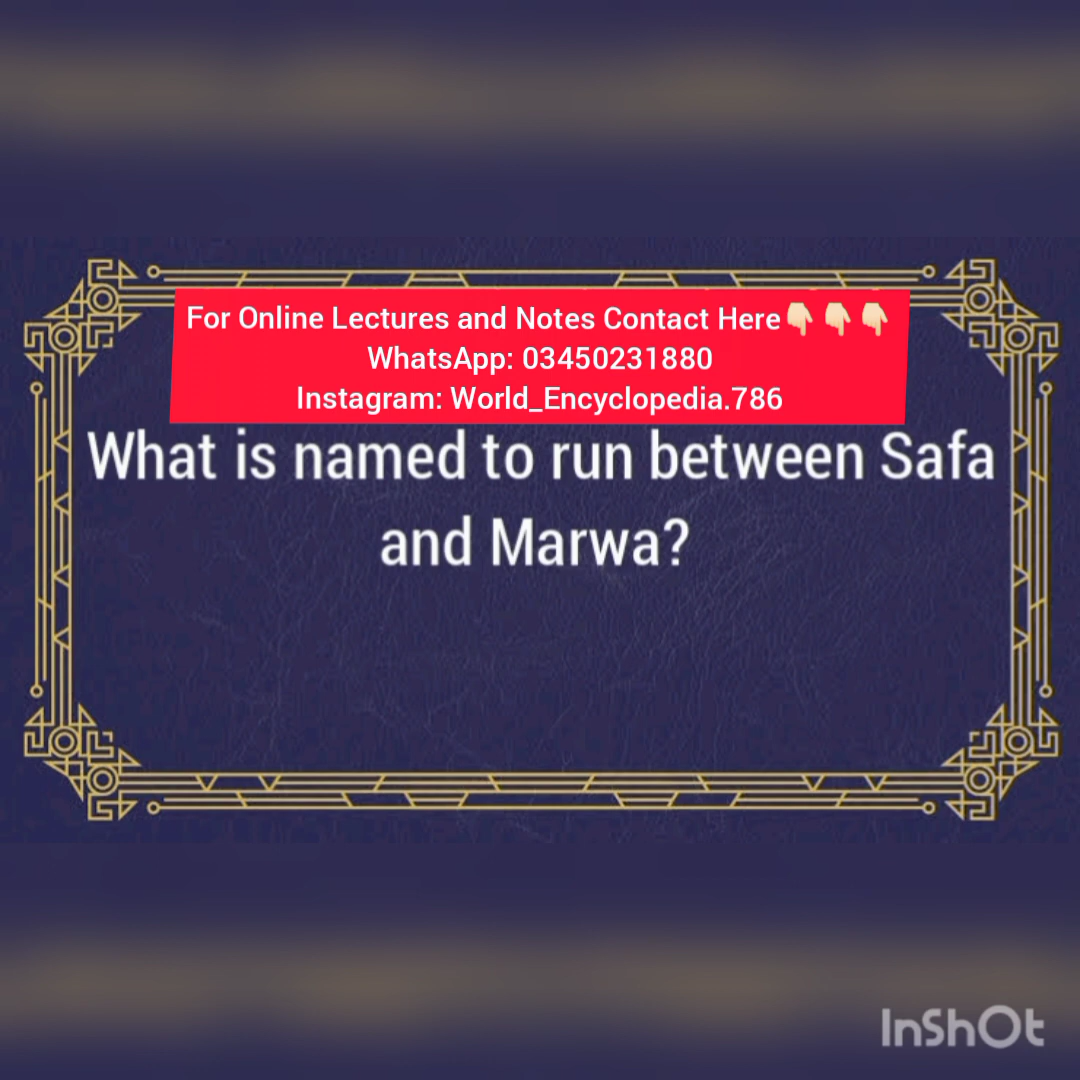 For Online Lectures and Notes Contact Here👇🏻👇🏻👇🏻
WhatsApp: 03450231880
Instagram: World_Encyclopedia.786
What is named to run between Safa
and Marwa?
InShOt